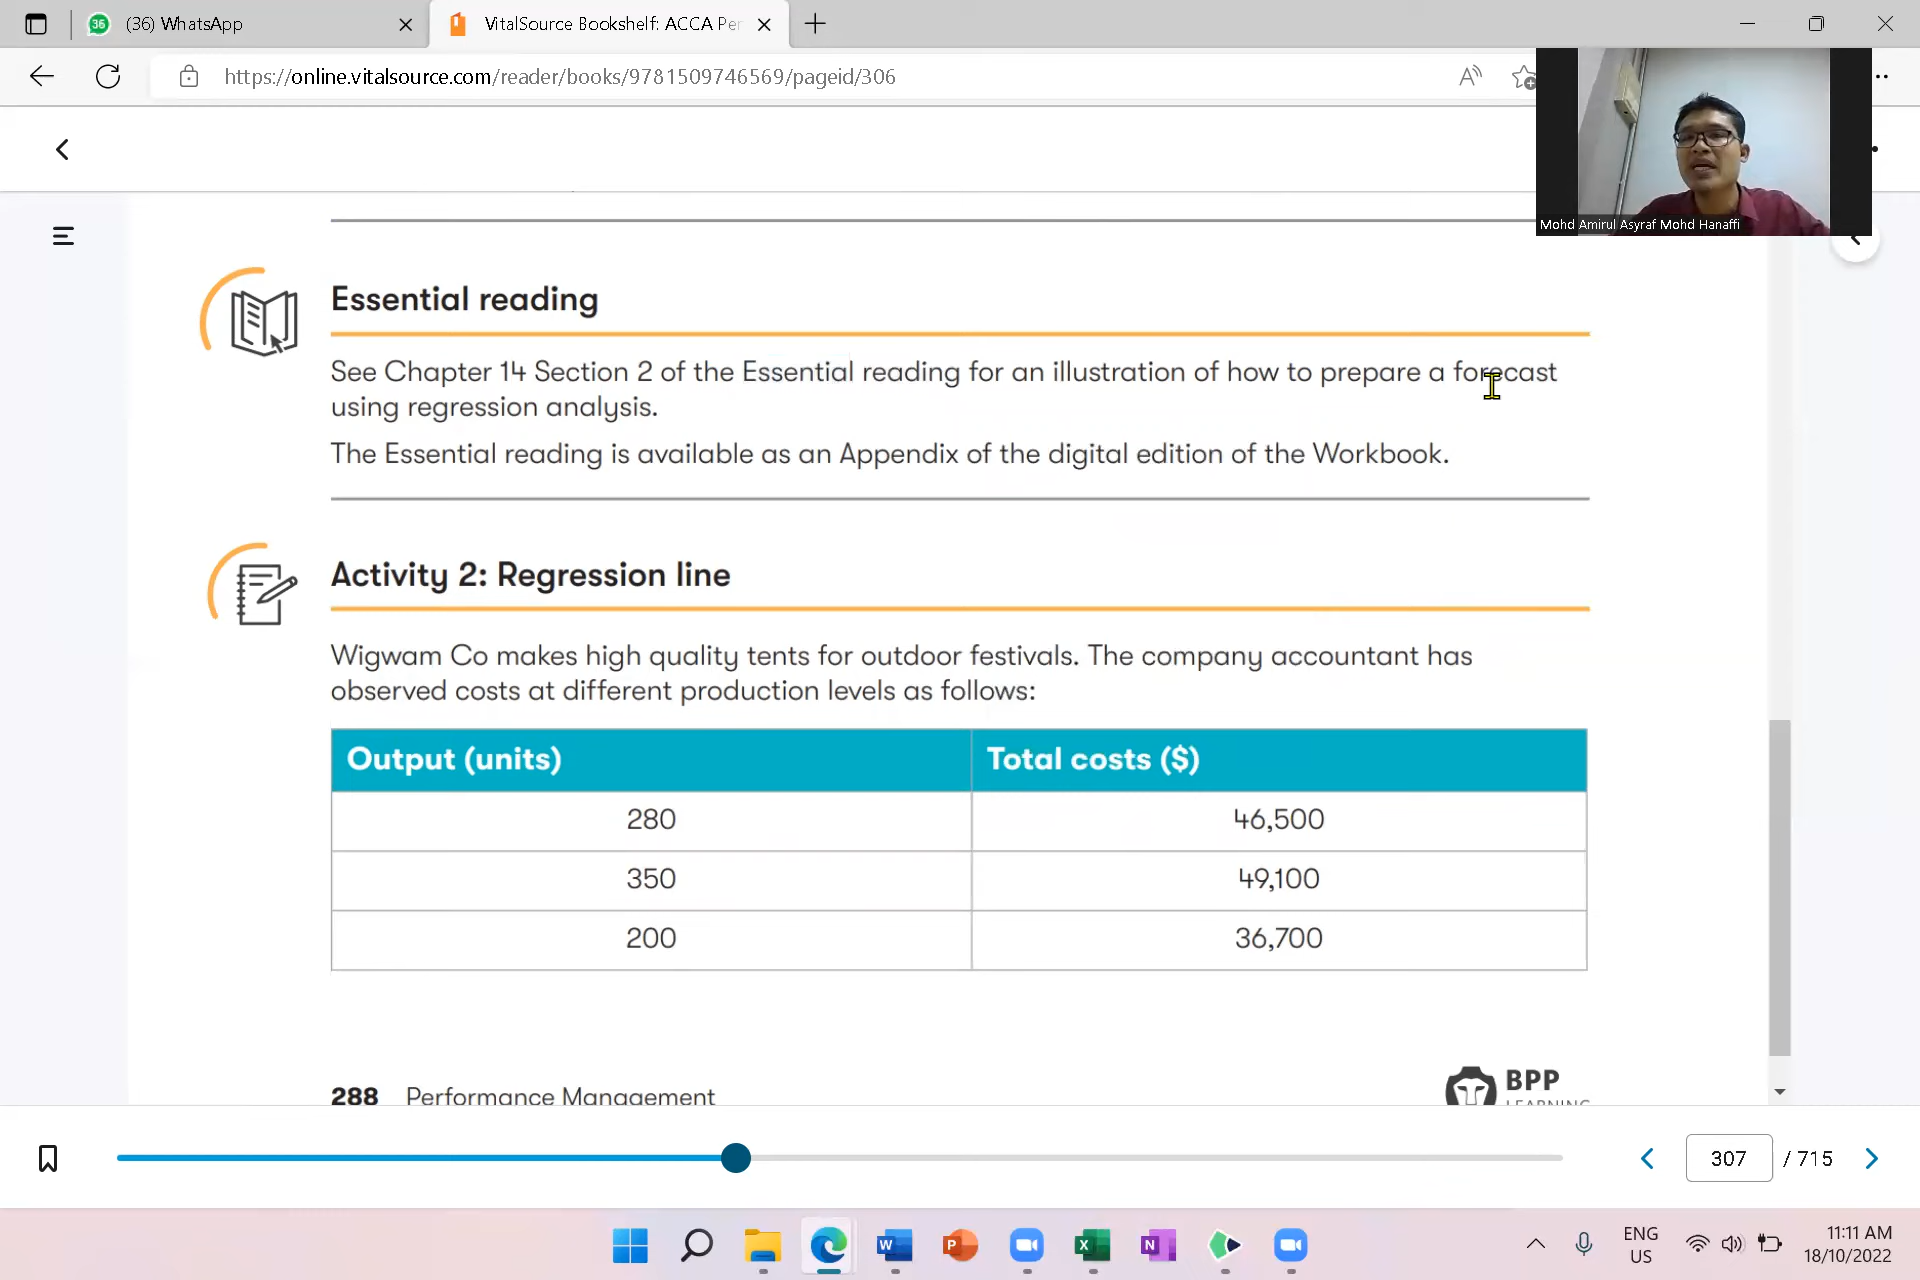 36
(36) WhatsApp
VitalSource Bookshelf: ACCA Per
https://online.vitalsource.com/reader/books/9781509746569/pageid/306
Mohd Amirul Asyraf Mohd Hanaffi
Essential reading
See Chapter 14 Section 2 of the Essential reading for an illustration of how to prepare a forecast
using regression analysis.
The Essential reading is available as an Appendix of the digital edition of the Workbook.
Activity 2: Regression line
Wigwam Co makes high quality tents for outdoor festivals. The company accountant has
observed costs at different production levels as follows:
Output (units) Total costs ($)
280 46,500
350 49,100
200 36,700
288 Performance Management
BPP
LEARNING
307 / 715
ENG
US
11:11 AM
18/10/2022